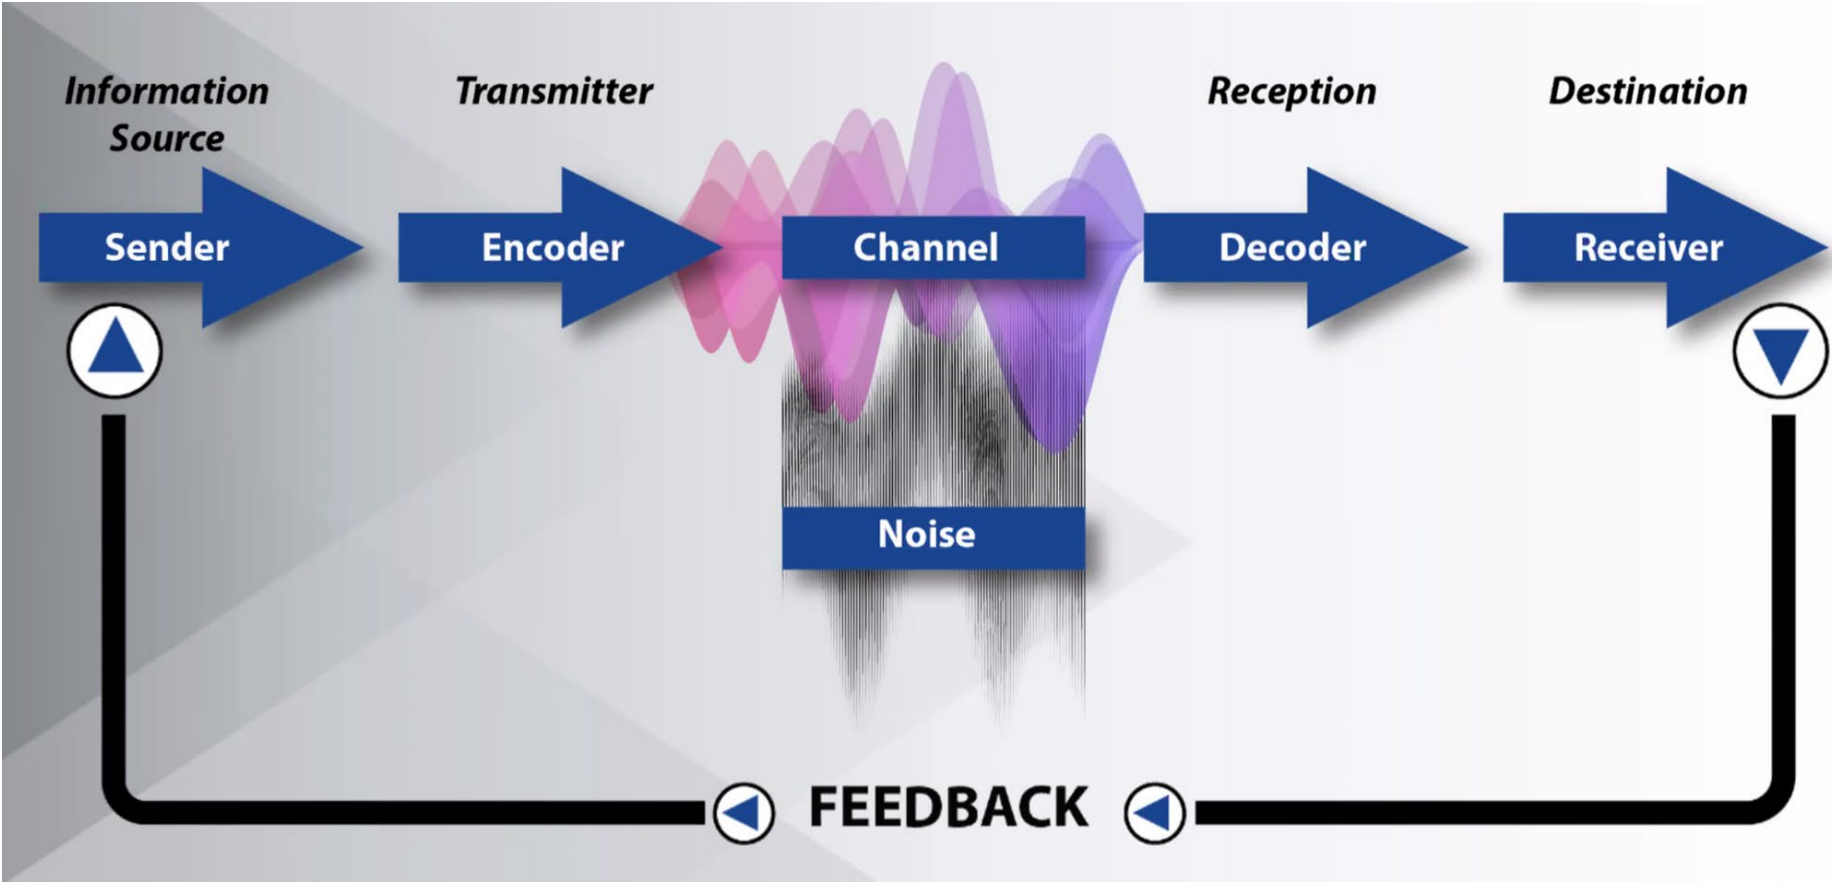 Information
Source
Transmitter
Reception
Destination
Sender
Encoder
Channel
Decoder
Receiver
Noise
FEEDBACK